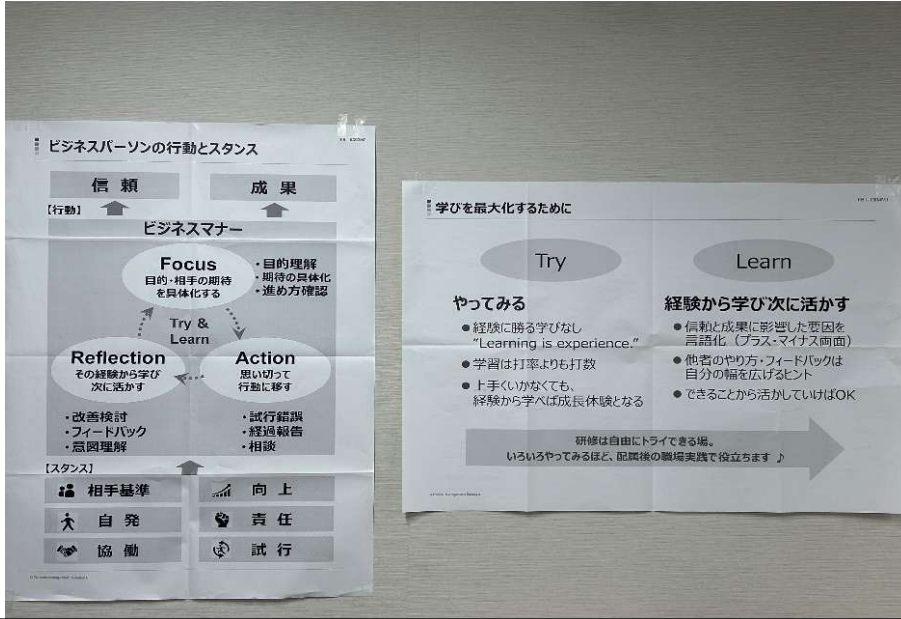 ビジネスパーソンの行動とスタンス
信頼
成果
【行動】
ビジネスマナー
Focus
目的・相手の期待
を具体化する
・目的理解
・期待の具体化
・進め方確認
Try &
Learn
Reflection
その経験から学び
次に活かす
Action
思い切って
行動に移す
・改善検討
・フィードバック
・意図理解
・試行錯誤
・経過報告
・相談
【スタンス】
相手基準
向上
自発
責任
協働
試行
学びを最大化するために
Try
やってみる
●経験に勝る学びなし
"Learning is experience."
●学習は打率よりも打数
●上手くいかなくても、
経験から学べば成長体験となる
Learn
経験から学び次に活かす
●信頼と成果に影響した要因を
言語化（プラス・マイナス両面）
●他者のやり方・フィードバックは
自分の幅を広げるヒント
●できることから活かしていけばOK
研修は自由にトライできる場。
いろいろやってみるほど、配属後の職場実践で役立ちます♪